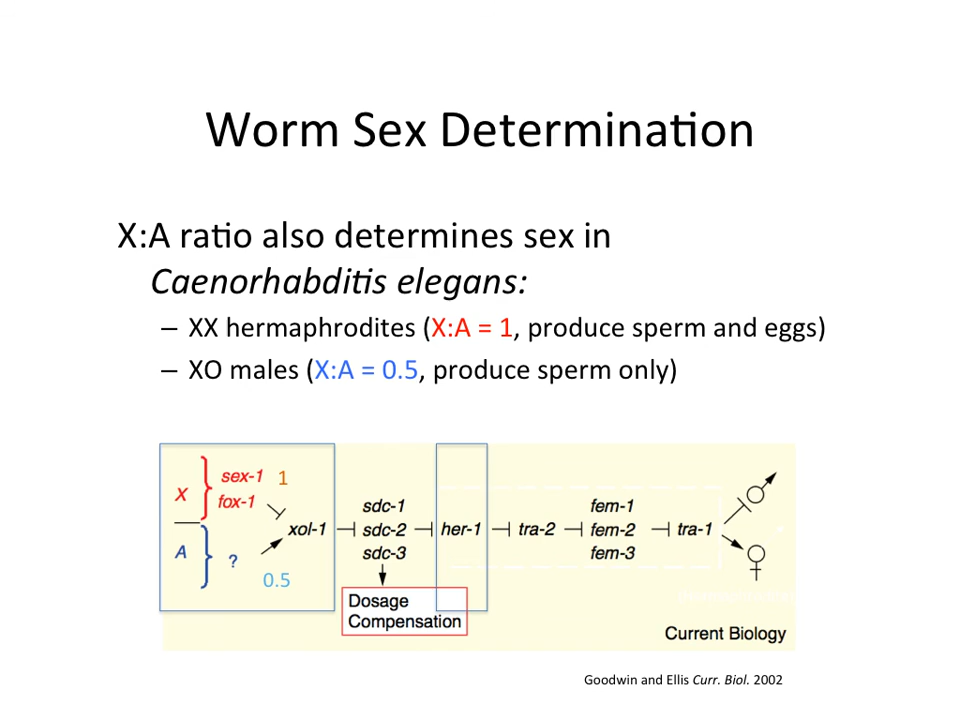 Worm Sex Determination
X:A ratio also determines sex in
Caenorhabditis elegans:
– XX hermaphrodites (X:A = 1, produce sperm and eggs)
– XO males (X:A = 0.5, produce sperm only)
X
A
sex-1
fox-1
1
?
0.5
xol-1
sdc-1
sdc-2
sdc-3
her-1
tra-2
fem-1
fem-2
fem-3
tra-1
Dosage
Compensation
Current Biology
Goodwin and Ellis Curr. Biol. 2002